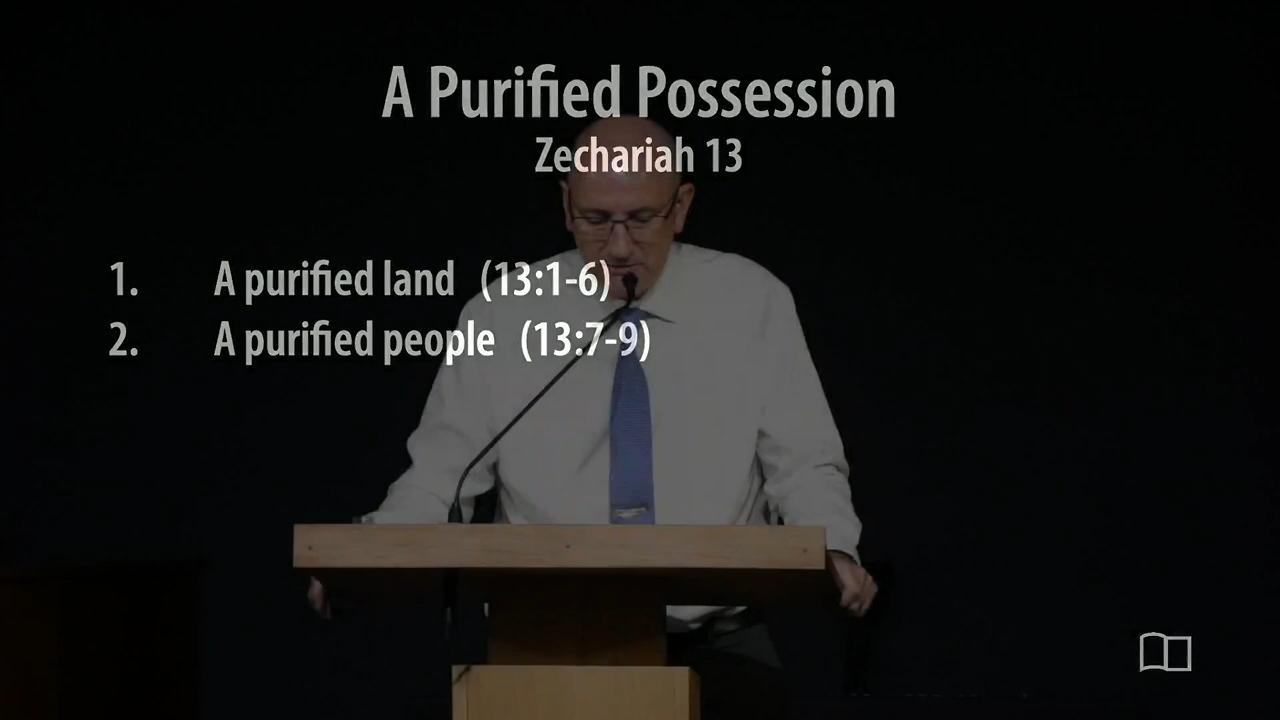 A Purified Possession
Zechariah 13
1. A purified land (13:1-6)
2. A purified people (13:7-9)